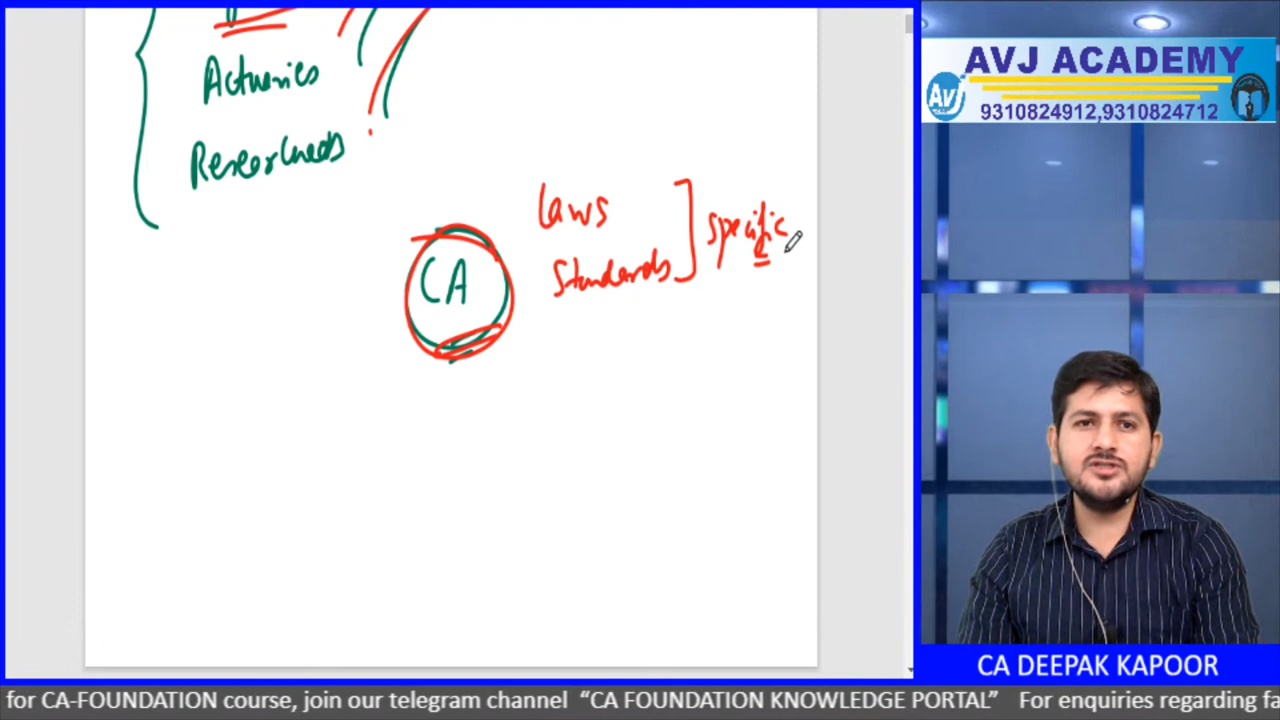 Actuaries
Researchers
CA
Laws
Standards
specific
AVJ ACADEMY
AVJ
9310824912,9310824712
CA DEEPAK KAPOOR
for CA-FOUNDATION course, join our telegram channel “CA FOUNDATION KNOWLEDGE PORTAL” For enquiries regarding fa